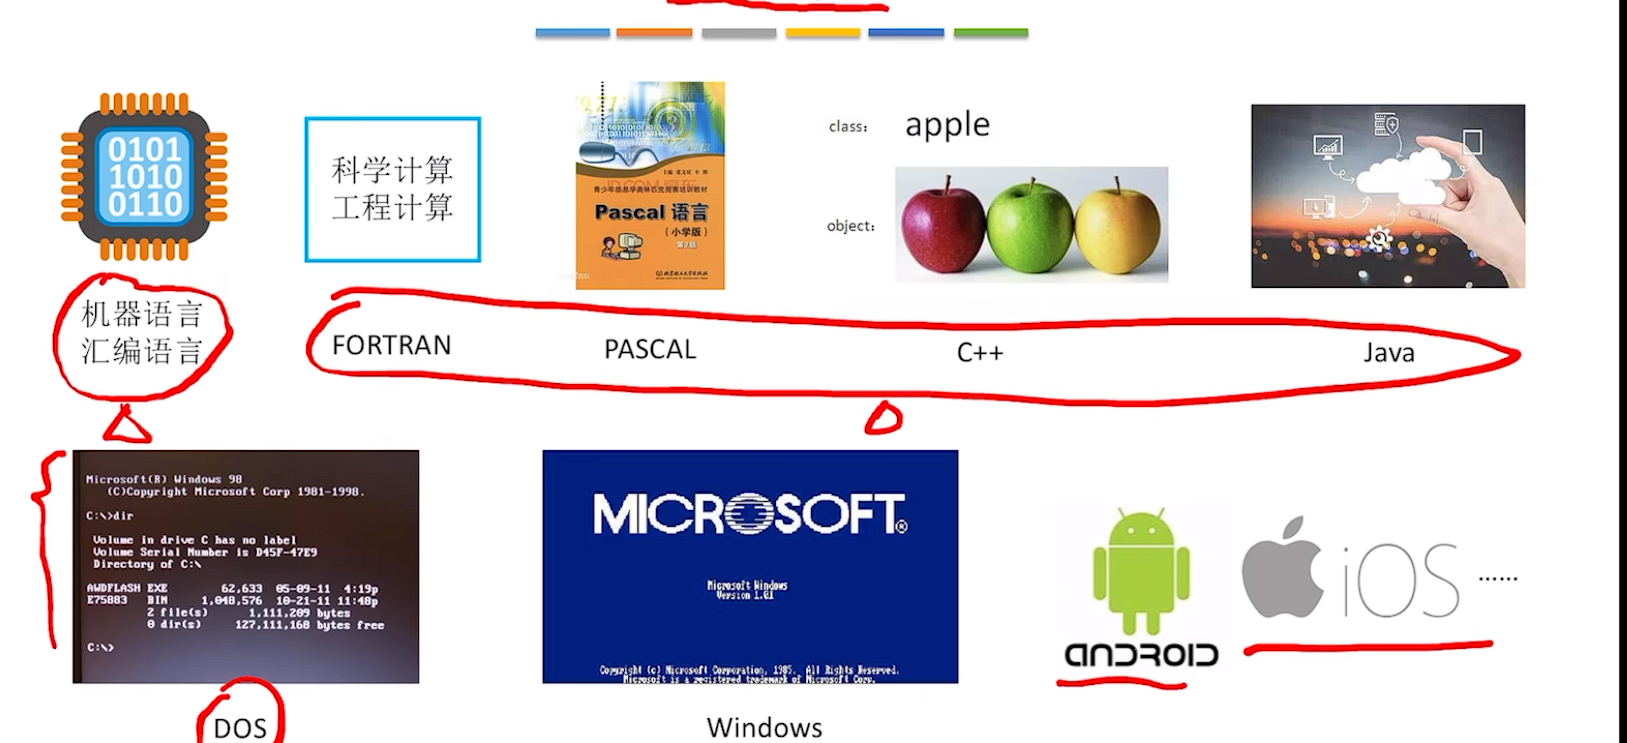 0101
1010
0110
科学计算
工程计算
青少年信息学奥林匹克竞赛培训教材
Pascal 语言
(小学版)
第2版
class:
apple
object:
机器语言
汇编语言
FORTRAN
PASCAL
C++
Java
Microsoft(R) Windows 98
(C)Copyright Microsoft Corp 1981-1998.
C:\>dir
Volume in drive C has no label
Volume Serial Number is D45F-47E9
Directory of C:\
AWDFLASH EXE 62,633 05-09-11 4:19p
E75883 BIN 1,048,576 10-21-11 11:48p
2 file(s) 1,111,209 bytes
0 dir(s) 127,111,168 bytes free
C:\>
MICROSOFT®
Microsoft Windows
Version 1.01
Copyright (c) Microsoft Corporation, 1985. All Rights Reserved.
Microsoft is a registered trademark of Microsoft Corp.
ANDROID
iOS ......
DOS
Windows